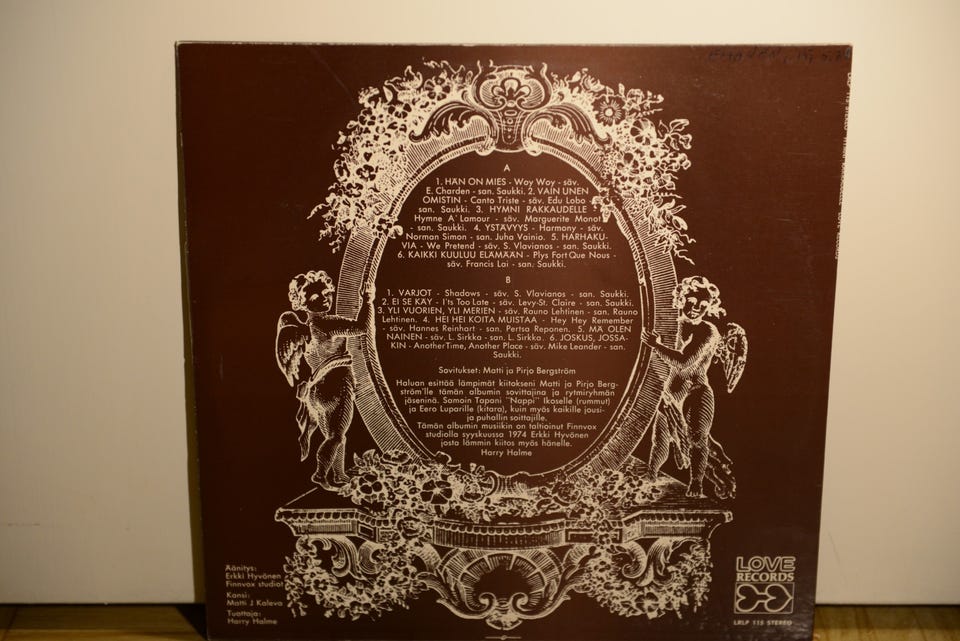 A
1. HÄN ON MIES - Woy Woy - säv.
E. Charden - san. Saukki. 2. VAIN UNEN
OMISTIN - Canto Triste - säv. Edu Lobo -
san. Saukki. 3. HYMNI RAKKAUDELLE -
Hymne A' Lamour - säv. Marguerite Monot
- san. Saukki. 4. YSTÄVYYS - Harmony - säv.
Norman Simon - san. Juha Vainio. 5. HARHAKU-
VIA - We Pretend - säv. S. Vlavianos - san. Saukki.
6. KAIKKI KUULUU ELÄMÄÄN - Plys Fort Que Nous -
säv. Francis Lai - san. Saukki.
B
1. VARJOT - Shadows - säv. S. Vlavianos - san. Saukki.
2. EI SE KÄY - I'ts Too Late - säv. Levy-St. Claire - san. Saukki.
3. YLI VUORIEN, YLI MERIEN - säv. Rauno Lehtinen - san. Rauno
Lehtinen. 4. HEI HEI KOITA MUISTAA - Hey Hey Remember
- säv. Hannes Reinhart - san. Pertsa Reponen. 5. MÄ OLEN
NAINEN - säv. L. Sirkka - san. L. Sirkka. 6. JOSKUS, JOSSA-
KIN - Another Time, Another Place - säv. Mike Leander - san.
Saukki.
Sovitukset: Matti ja Pirjo Bergström
Haluan esittää lämpimät kiitokseni Matti ja Pirjo Berg-
ström'lle tämän albumin sovittajina ja rytmiryhmän
jäseninä. Samoin Tapani "Nappi" Ikoselle (rummut)
ja Eero Luparille (kitara), kuin myös kaikille jousi-
ja puhallin soittajille.
Tämän albumin musiikin on taltioinut Finnvox
studiolla syyskuussa 1974 Erkki Hyvönen
josta lämmin kiitos myös hänelle.
Harry Halme
Äänitys:
Erkki Hyvönen
Finnvox studiot
Kansi:
Matti J Kaleva
Tuottaja:
Harry Halme
LOVE
RECORDS
LRLP 115 STEREO